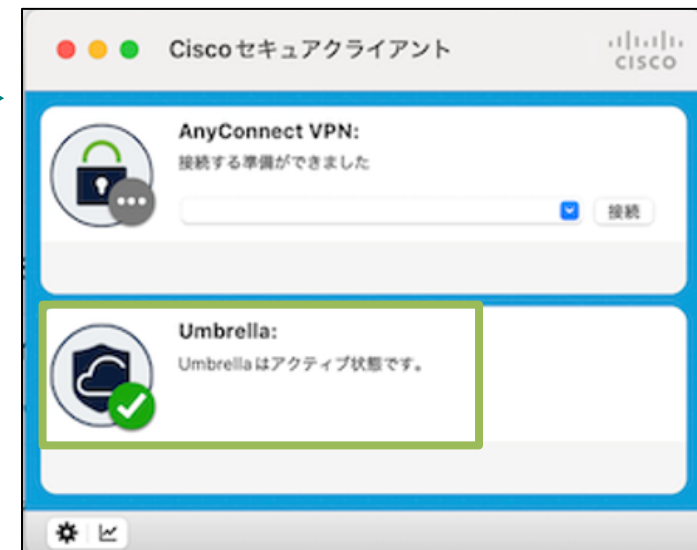 Ciscoセキュアクライアント
CISCO
AnyConnect VPN:
接続する準備ができました
接続
Umbrella:
Umbrellaはアクティブ状態です。